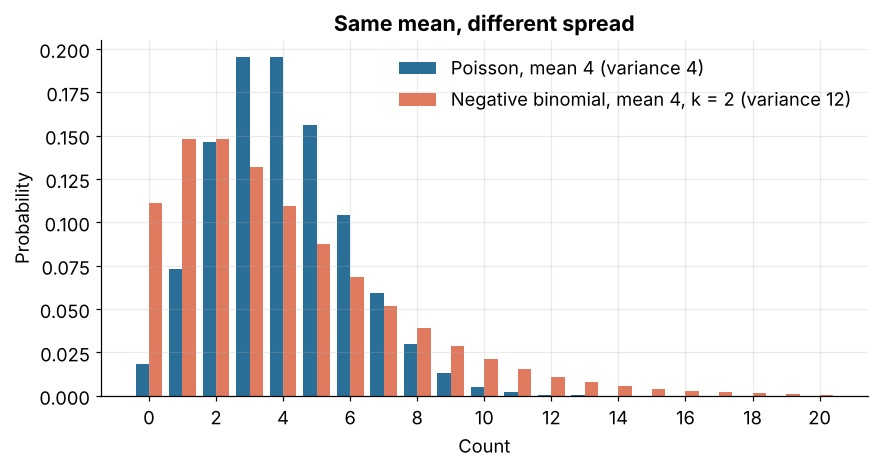 Same mean, different spread
Poisson, mean 4 (variance 4)
Negative binomial, mean 4, k = 2 (variance 12)
Probability
0.200
0.175
0.150
0.125
0.100
0.075
0.050
0.025
0.000
0 2 4 6 8 10 12 14 16 18 20
Count